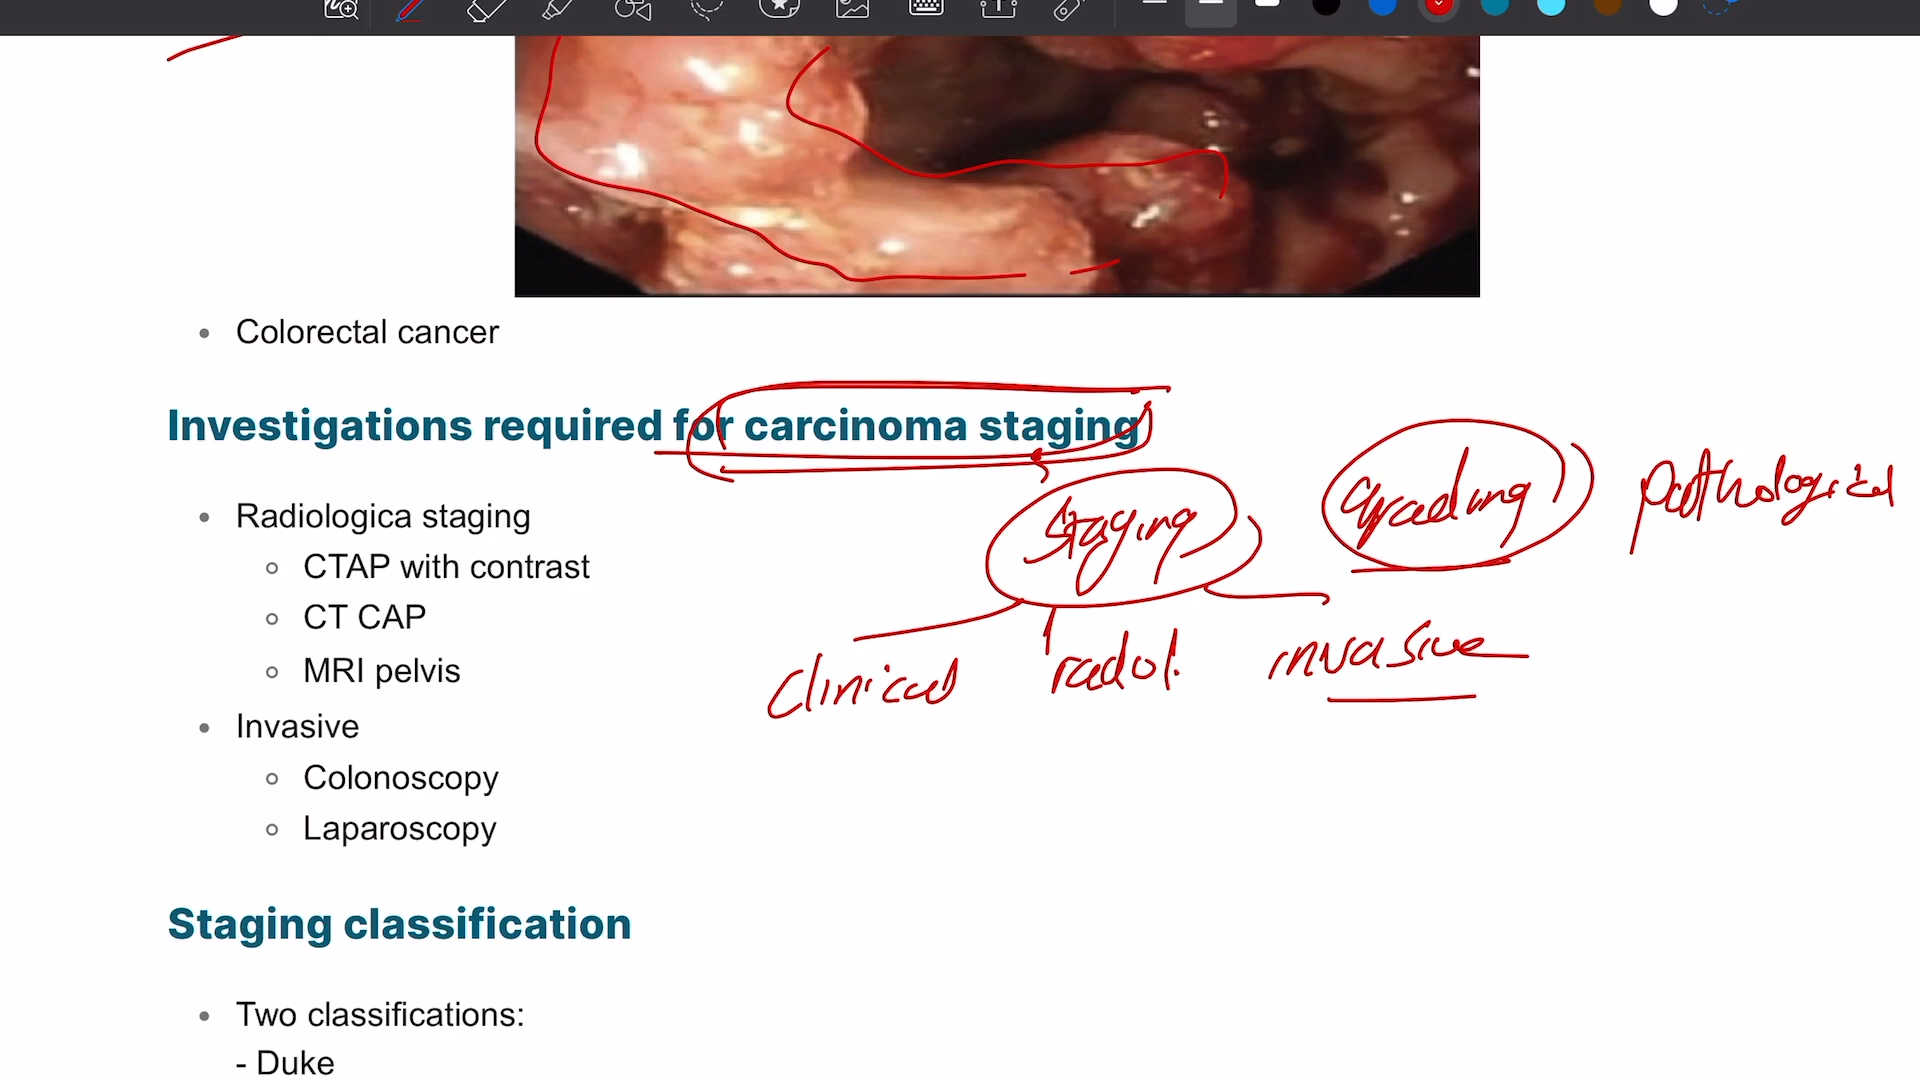 Colorectal cancer
Investigations required for carcinoma staging
Staging
Grading
Pathological
Radiologica staging
CTAP with contrast
CT CAP
MRI pelvis
Clinical
radiol
invasive
Invasive
Colonoscopy
Laparoscopy
Staging classification
Two classifications:
- Duke